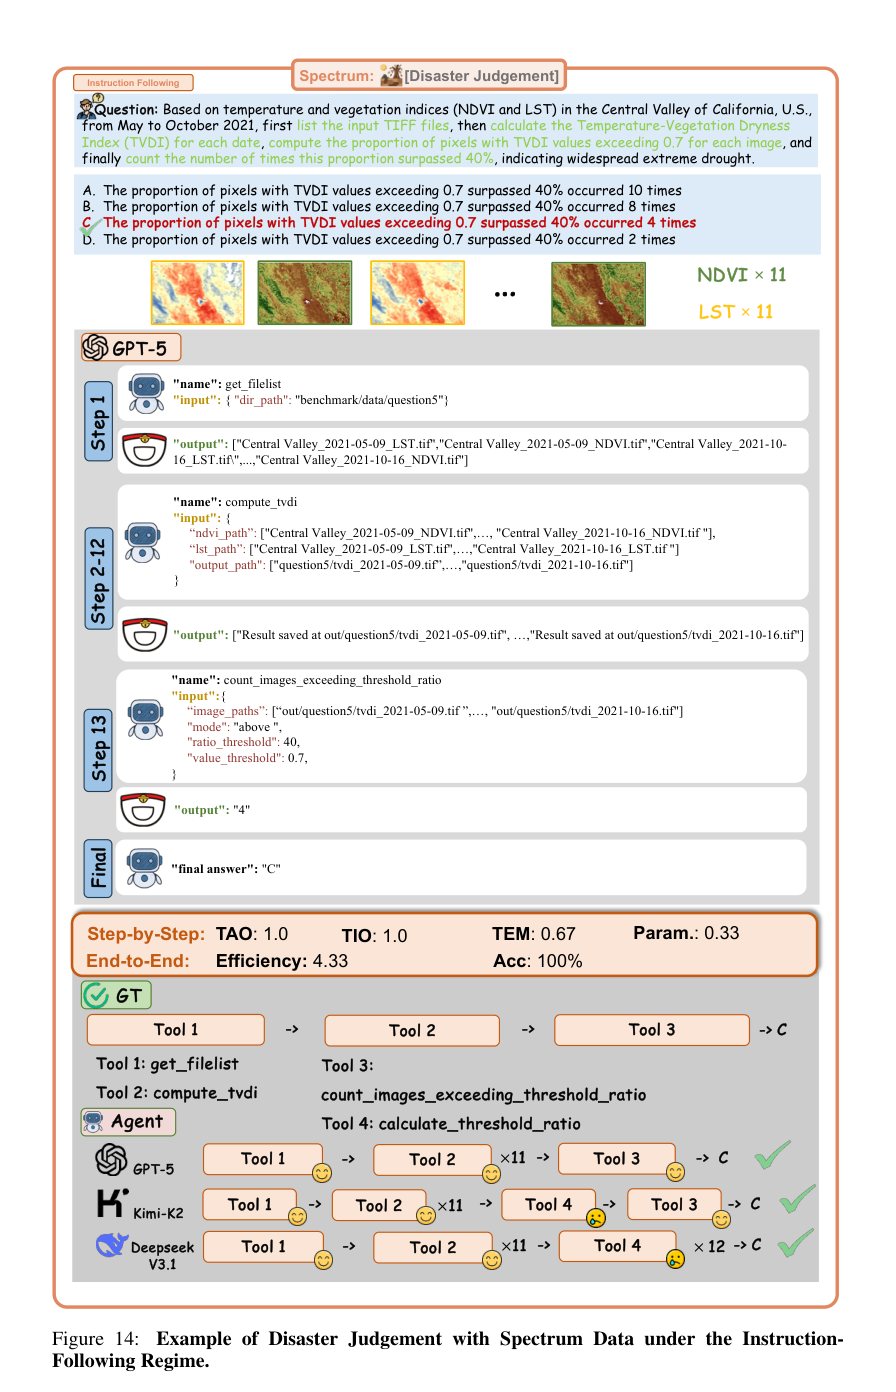 Instruction Following
Spectrum: [Disaster Judgement]
Question: Based on temperature and vegetation indices (NDVI and LST) in the Central Valley of California, U.S.,
from May to October 2021, first list the input TIFF files, then calculate the Temperature-Vegetation Dryness
Index (TVDI) for each date, compute the proportion of pixels with TVDI values exceeding 0.7 for each image, and
finally count the number of times this proportion surpassed 40%, indicating widespread extreme drought.
A. The proportion of pixels with TVDI values exceeding 0.7 surpassed 40% occurred 10 times
B. The proportion of pixels with TVDI values exceeding 0.7 surpassed 40% occurred 8 times
C. The proportion of pixels with TVDI values exceeding 0.7 surpassed 40% occurred 4 times
D. The proportion of pixels with TVDI values exceeding 0.7 surpassed 40% occurred 2 times
...
NDVI × 11
LST × 11
GPT-5
Step 1
"name": get_filelist
"input": { "dir_path": "benchmark/data/question5"}
"output": ["Central Valley_2021-05-09_LST.tif","Central Valley_2021-05-09_NDVI.tif","Central Valley_2021-10-
16_LST.tif\",...,"Central Valley_2021-10-16_NDVI.tif"]
Step 2-12
"name": compute_tvdi
"input": {
“ndvi_path”: ["Central Valley_2021-05-09_NDVI.tif",…, "Central Valley_2021-10-16_NDVI.tif "],
“lst_path”: ["Central Valley_2021-05-09_LST.tif",…,"Central Valley_2021-10-16_LST.tif "]
"output_path": ["question5/tvdi_2021-05-09.tif”,…,"question5/tvdi_2021-10-16.tif"]
}
"output": ["Result saved at out/question5/tvdi_2021-05-09.tif", …,"Result saved at out/question5/tvdi_2021-10-16.tif"]
Step 13
"name": count_images_exceeding_threshold_ratio
"input":{
“image_paths”: [“out/question5/tvdi_2021-05-09.tif ”,…, "out/question5/tvdi_2021-10-16.tif"]
"mode": "above ",
"ratio_threshold": 40,
"value_threshold": 0.7,
}
"output": "4"
Final
"final answer": "C"
Step-by-Step: TAO: 1.0 TIO: 1.0 TEM: 0.67 Param.: 0.33
End-to-End: Efficiency: 4.33 Acc: 100%
GT
Tool 1 -> Tool 2 -> Tool 3 -> C
Tool 1: get_filelist
Tool 2: compute_tvdi
Tool 3:
count_images_exceeding_threshold_ratio
Tool 4: calculate_threshold_ratio
Agent
GPT-5 Tool 1 -> Tool 2 ×11 -> Tool 3 -> C
Kimi-K2 Tool 1 -> Tool 2 ×11 -> Tool 4 -> Tool 3 -> C
Deepseek V3.1 Tool 1 -> Tool 2 ×11 -> Tool 4 × 12 -> C
Figure 14: Example of Disaster Judgement with Spectrum Data under the Instruction-
Following Regime.